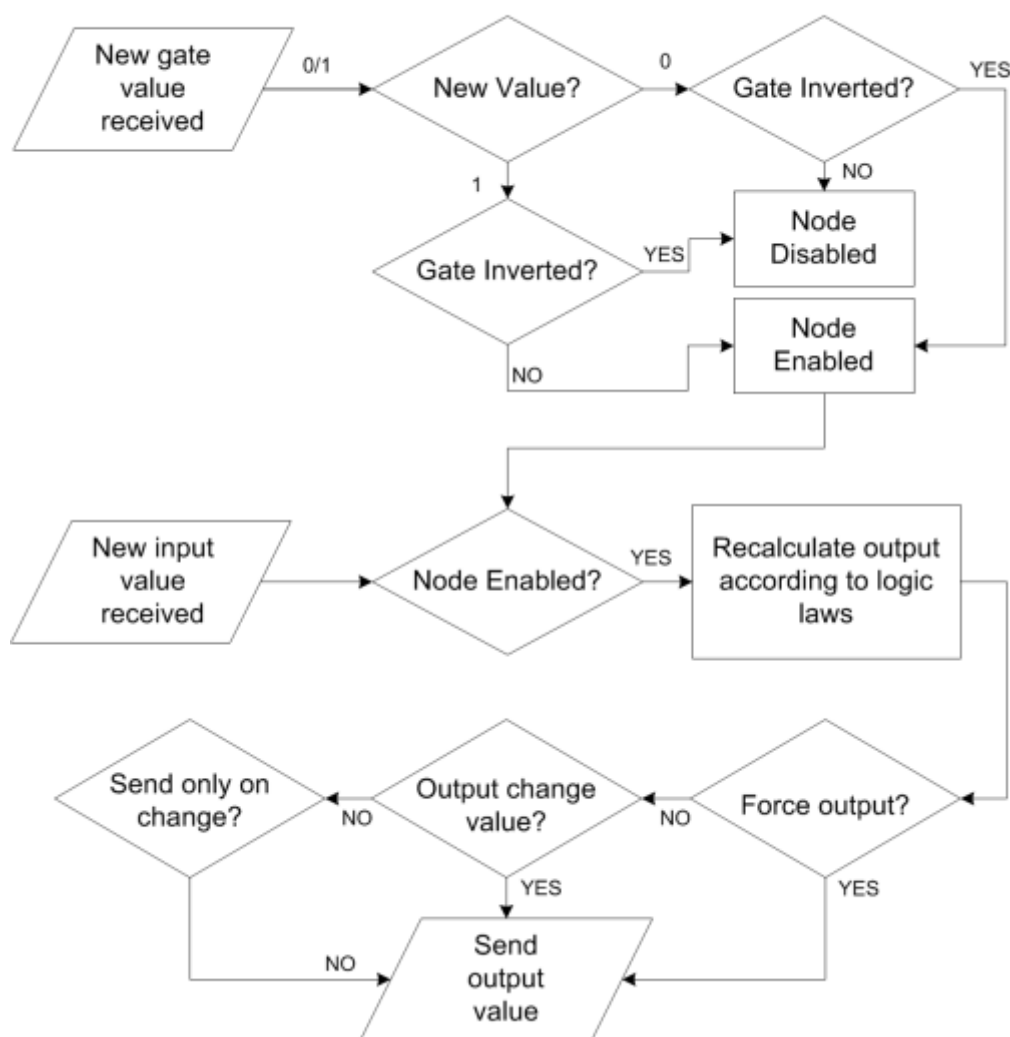 New gate
value
received
0/1
New Value?
0
Gate Inverted?
YES
NO
1
Node
Disabled
Gate Inverted?
YES
Node
Enabled
NO
New input
value
received
Node Enabled?
YES
Recalculate output
according to logic
laws
Send only on
change?
NO
Output change
value?
NO
Force output?
YES
YES
NO
Send
output
value